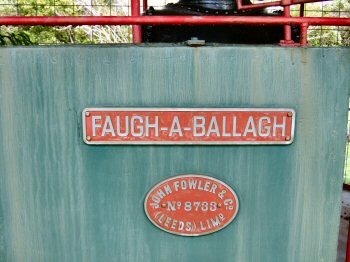 FAUGH-A-BALLAGH
JOHN FOWLER & Cº
Nº 8733
(LEEDS) LIMD